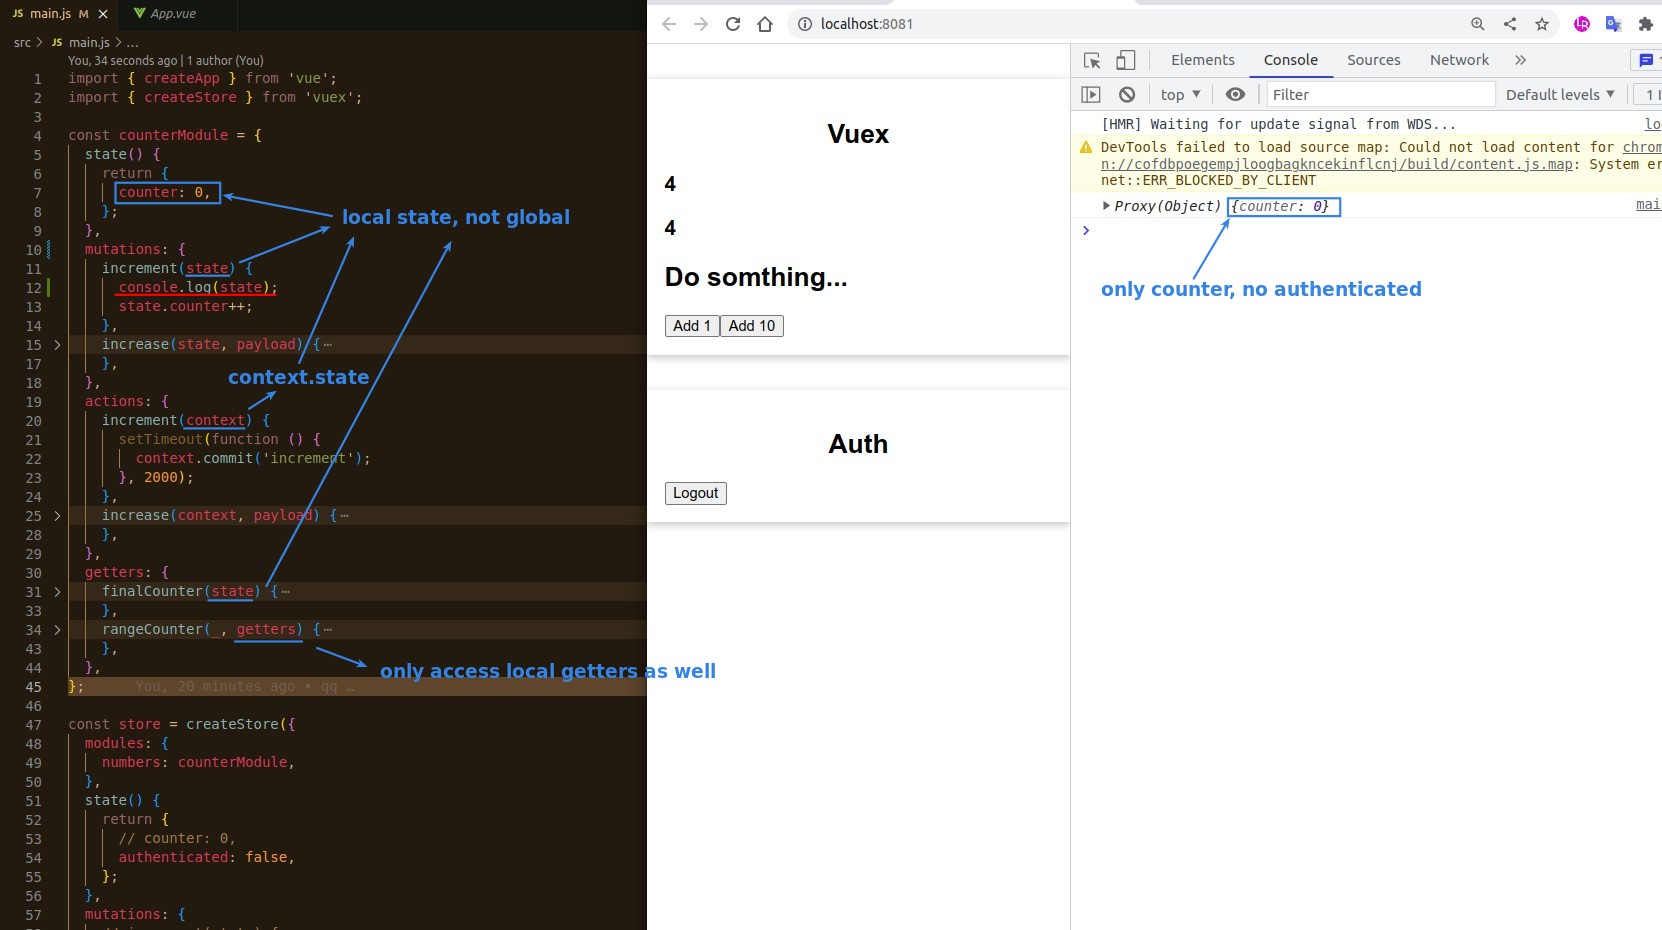 JS main.js M ×
App.vue
src > JS main.js > ...
You, 34 seconds ago | 1 author (You)
1 import { createApp } from 'vue';
2 import { createStore } from 'vuex';
3
4 const counterModule = {
5 state() {
6 return {
7 counter: 0,
8 };
9 },
10 mutations: {
11 increment(state) {
12 console.log(state);
13 state.counter++;
14 },
15 increase(state, payload) {⋯
17 },
18 },
19 actions: {
20 increment(context) {
21 setTimeout(function () {
22 context.commit('increment');
23 }, 2000);
24 },
25 increase(context, payload) {⋯
28 },
29 },
30 getters: {
31 finalCounter(state) {⋯
33 },
34 rangeCounter(_, getters) {⋯
43 },
44 },
45 }; You, 20 minutes ago • qq …
46
47 const store = createStore({
48 modules: {
49 numbers: counterModule,
50 },
51 state() {
52 return {
53 // counter: 0,
54 authenticated: false,
55 };
56 },
57 mutations: {
local state, not global
context.state
only access local getters as well
localhost:8081
Vuex
4
4
Do somthing...
Add 1 Add 10
Auth
Logout
Elements Console Sources Network »
top ▼ Filter Default levels ▼ 1 I
[HMR] Waiting for update signal from WDS... lo
DevTools failed to load source map: Could not load content for chrom
n://cofdbpoegempjloogbagkncekinflcnj/build/content.js.map: System er
net::ERR_BLOCKED_BY_CLIENT
▶ Proxy(Object) {counter: 0} mai
>
only counter, no authenticated